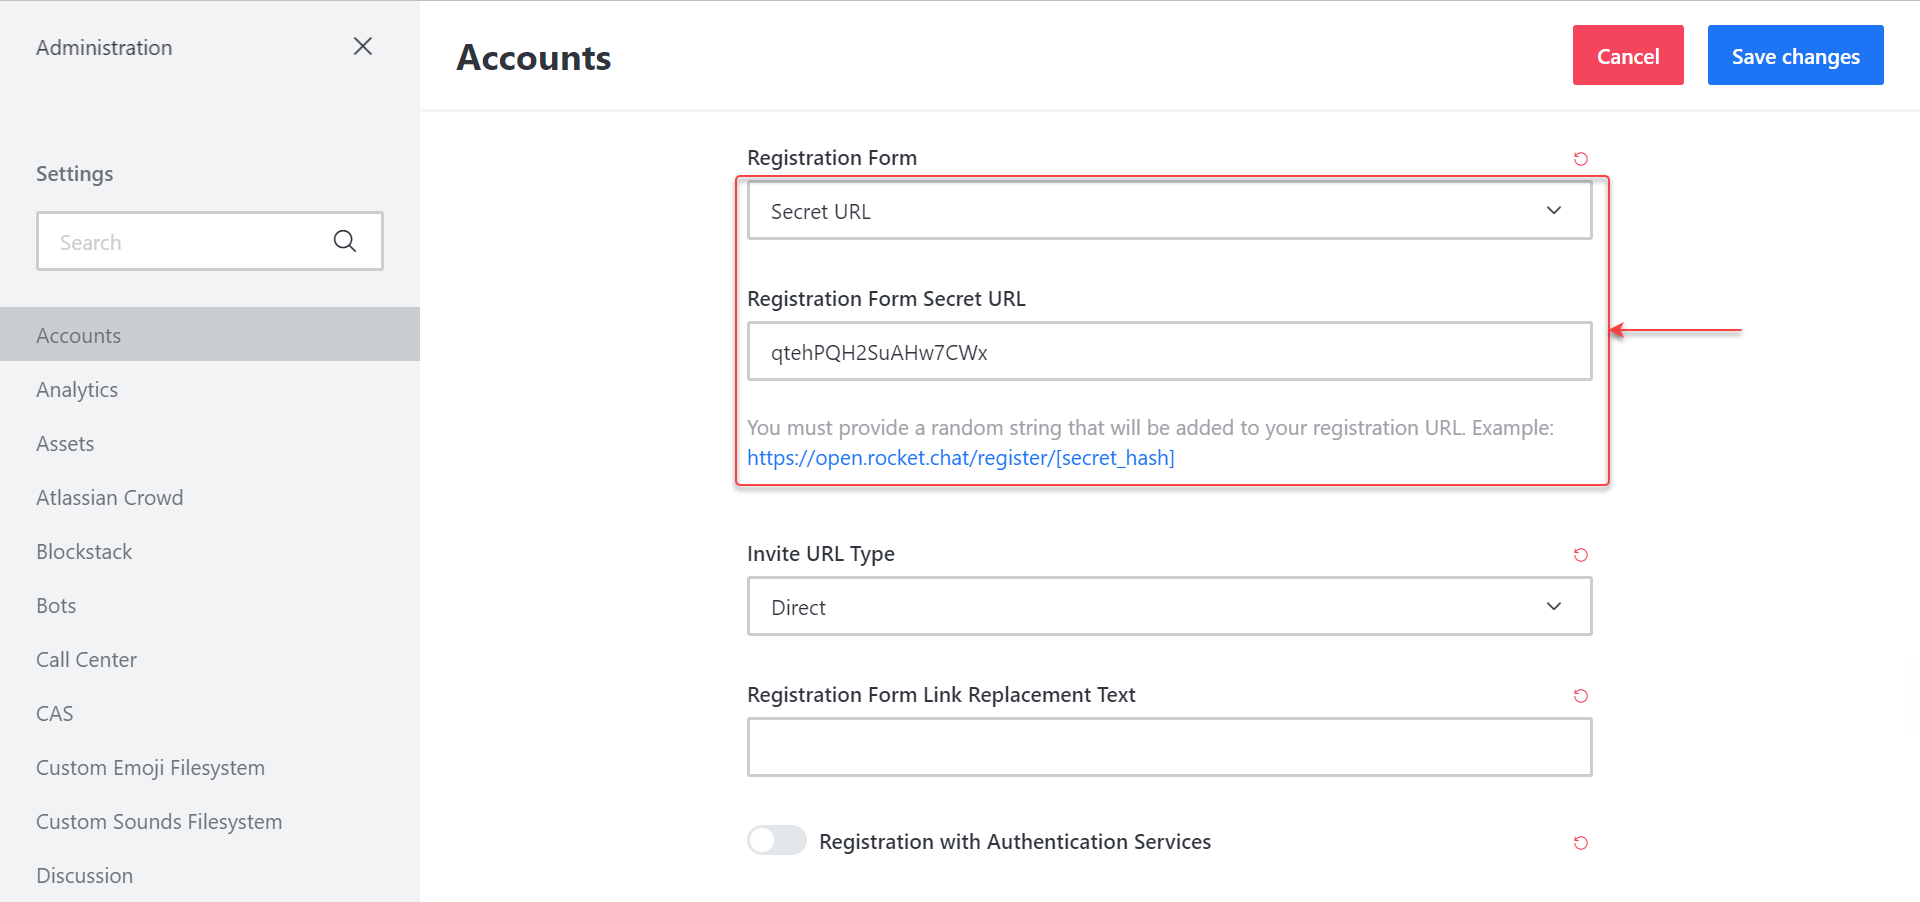 Administration
Settings
Search
Accounts
Analytics
Assets
Atlassian Crowd
Blockstack
Bots
Call Center
CAS
Custom Emoji Filesystem
Custom Sounds Filesystem
Discussion
Accounts
Cancel
Save changes
Registration Form
Secret URL
Registration Form Secret URL
qtehPQH2SuAHw7CWx
You must provide a random string that will be added to your registration URL. Example:
https://open.rocket.chat/register/[secret_hash]
Invite URL Type
Direct
Registration Form Link Replacement Text
Registration with Authentication Services